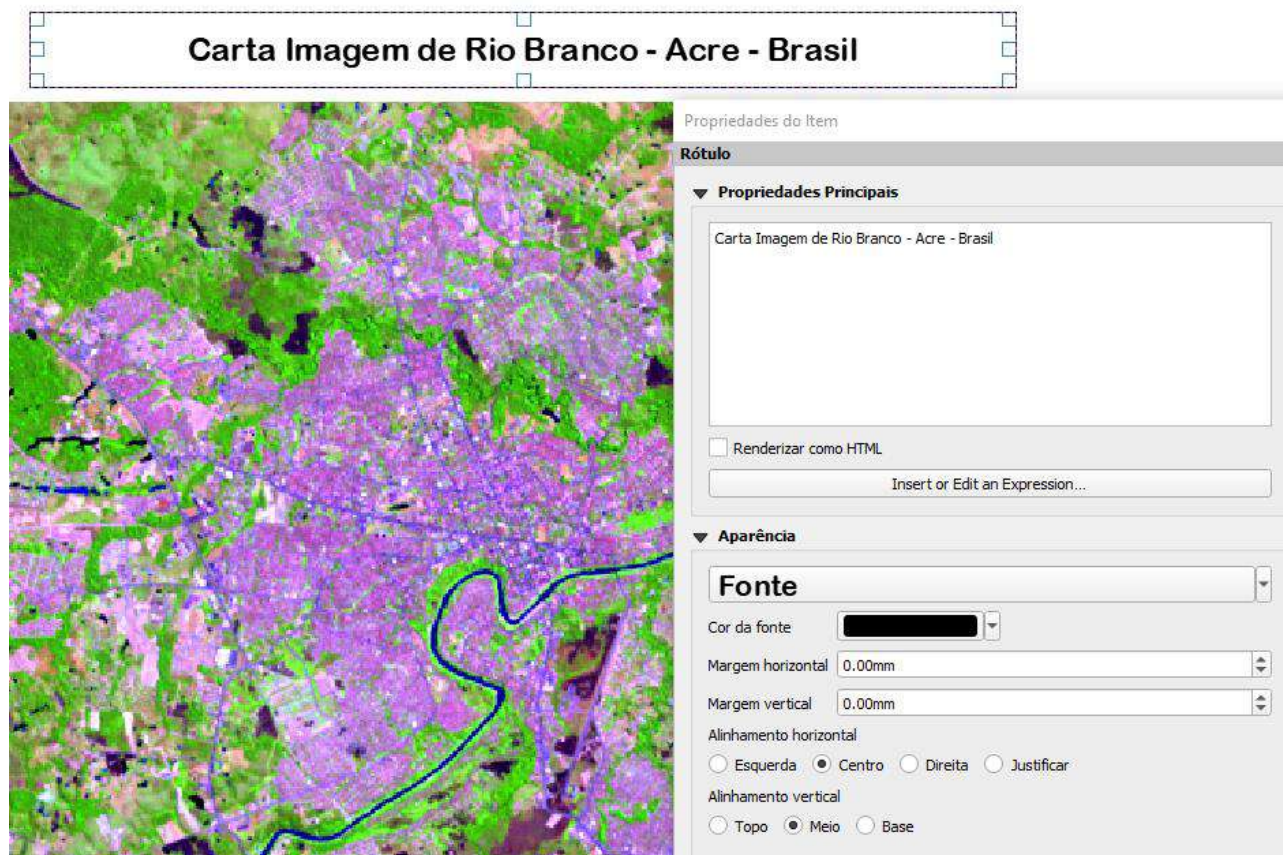 Carta Imagem de Rio Branco - Acre - Brasil
Propriedades do Item
Rótulo
Propriedades Principais
Carta Imagem de Rio Branco - Acre - Brasil
Renderizar como HTML
Insert or Edit an Expression...
Aparência
Fonte
Cor da fonte
Margem horizontal 0.00mm
Margem vertical 0.00mm
Alinhamento horizontal
Esquerda Centro Direita Justificar
Alinhamento vertical
Topo Meio Base